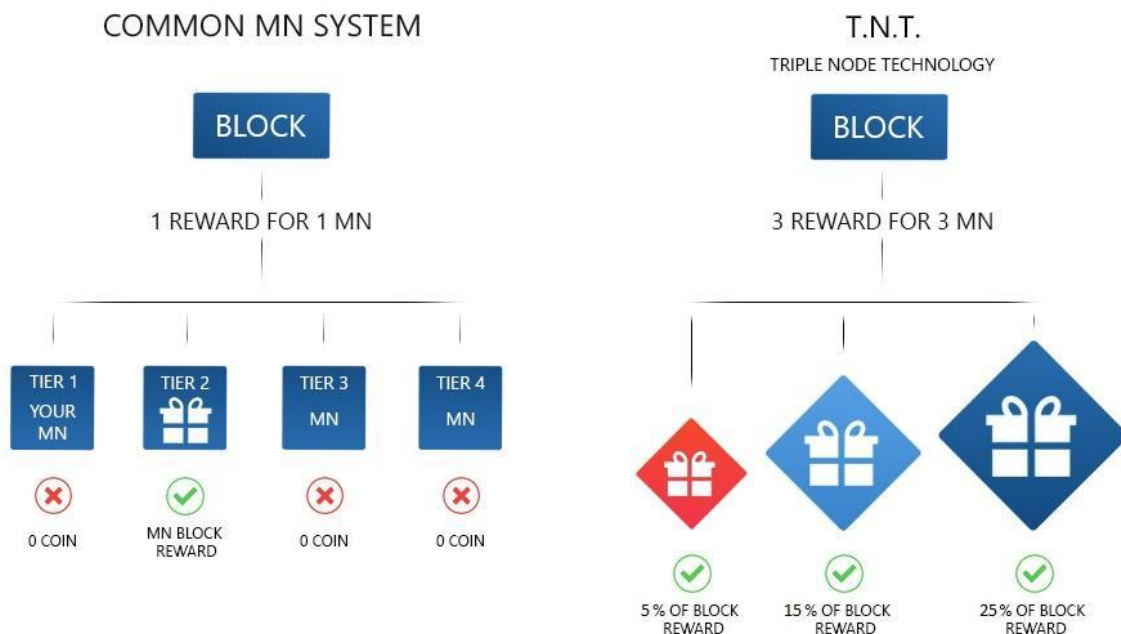 COMMON MN SYSTEM
BLOCK
1 REWARD FOR 1 MN
TIER 1
YOUR
MN
TIER 2
TIER 3
MN
TIER 4
MN
0 COIN
MN BLOCK
REWARD
0 COIN
0 COIN
T.N.T.
TRIPLE NODE TECHNOLOGY
BLOCK
3 REWARD FOR 3 MN
5 % OF BLOCK
REWARD
15 % OF BLOCK
REWARD
25 % OF BLOCK
REWARD